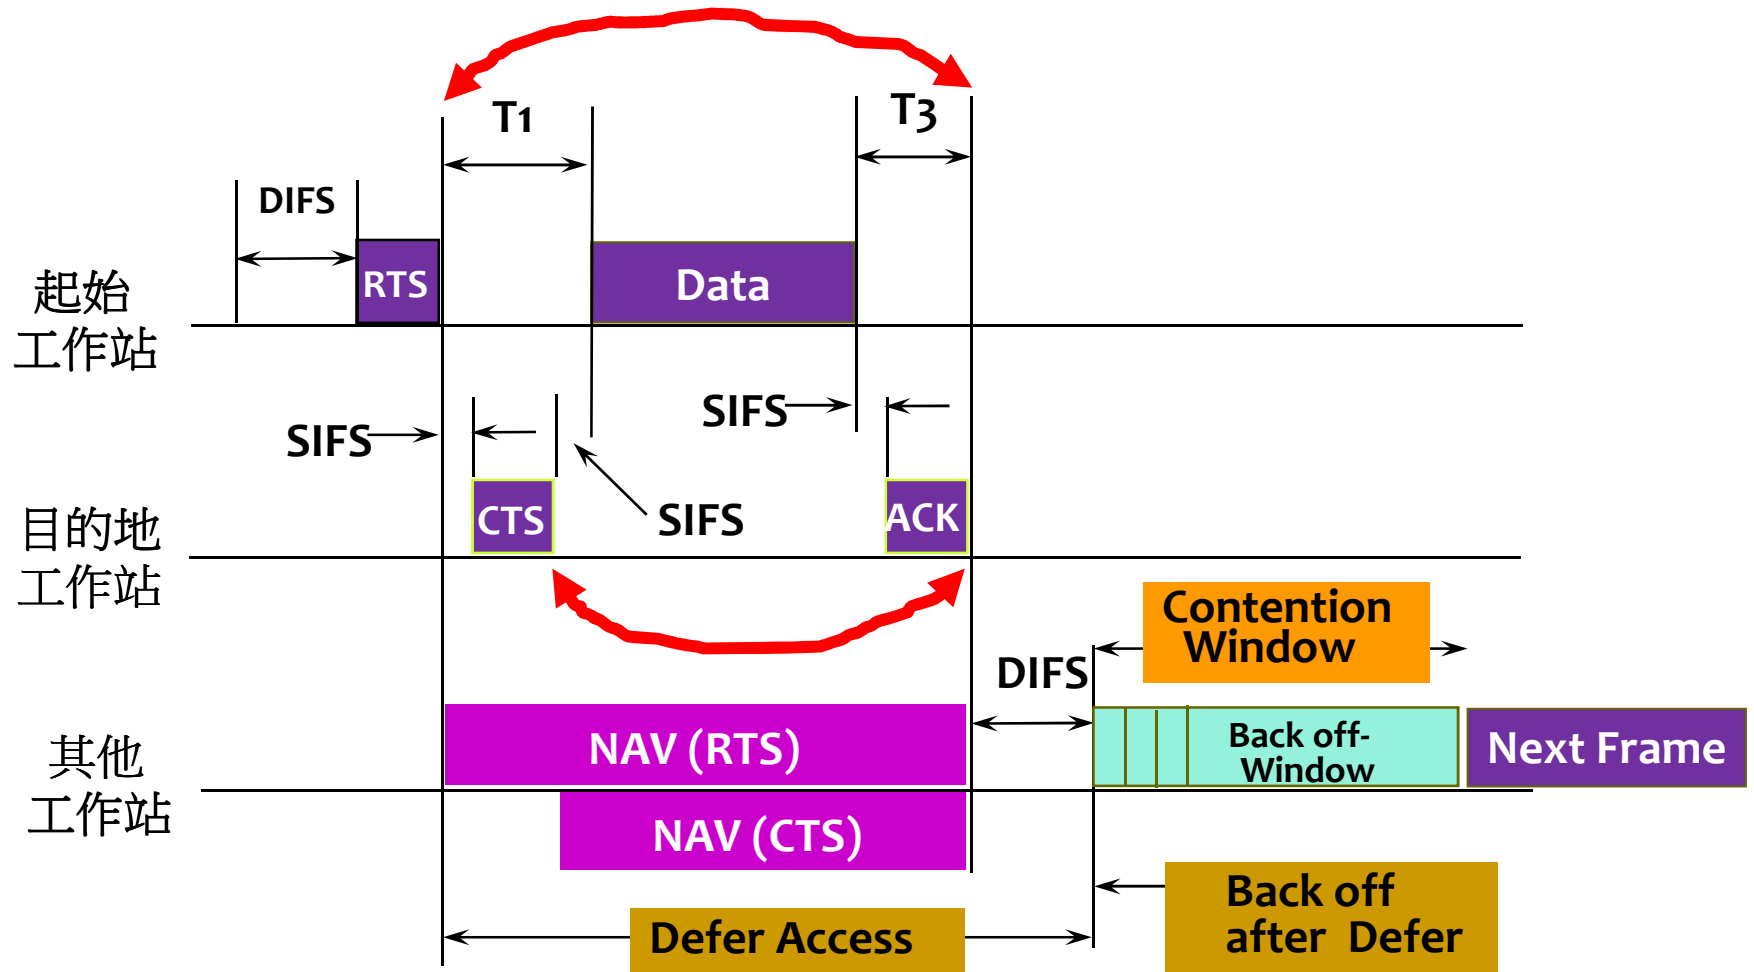 T1
T3
DIFS
RTS
Data
起始
工作站
SIFS
SIFS
CTS
SIFS
ACK
目的地
工作站
Contention
Window
DIFS
其他
工作站
NAV (RTS)
Back off-
Window
Next Frame
NAV (CTS)
Defer Access
Back off
after Defer